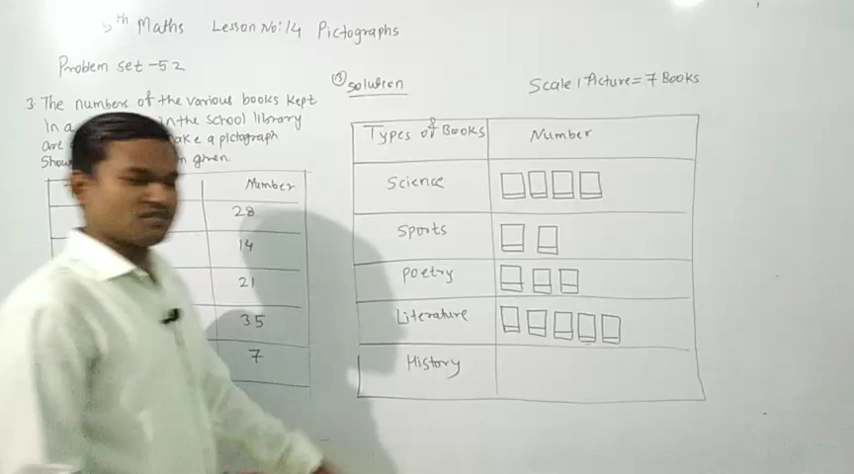 5th Maths Lesson No:14 Pictographs
Problem set -52
3. The numbers of the various books kept
in a in the school library
are make a pictograph
Show given.
Number
28
14
21
35
7
③ Solution
Scale 1 Picture = 7 Books
Types of Books Number
Science
Sports
Poetry
Literature
History